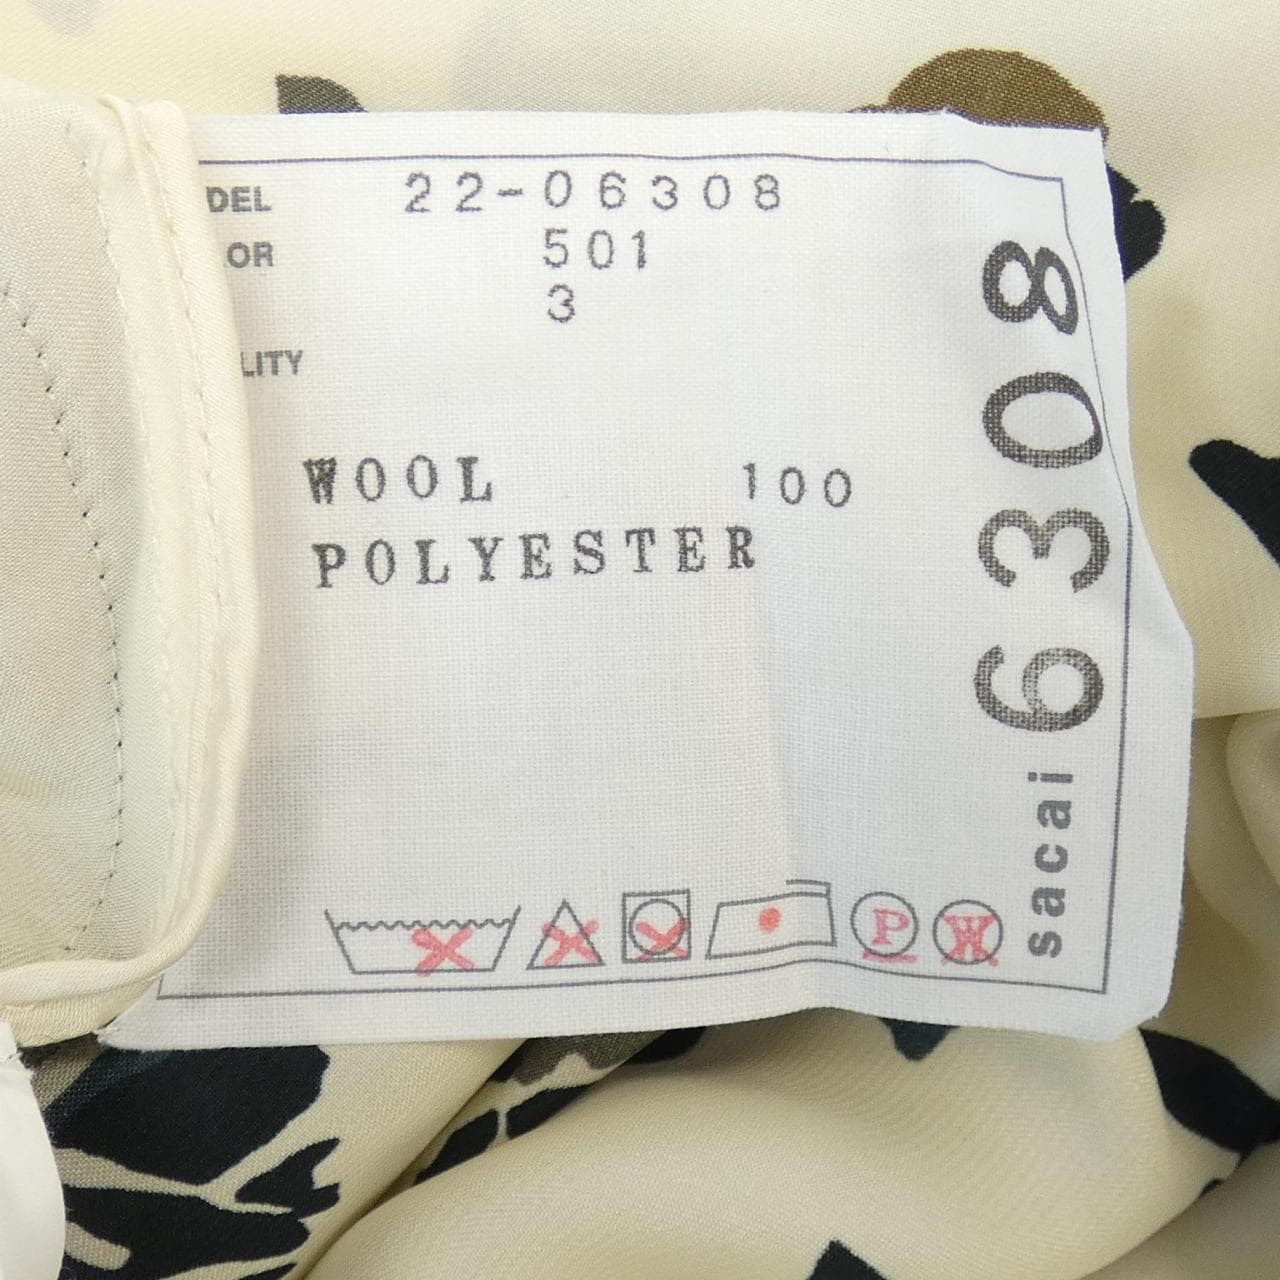 DEL 22-06308
OR 501
3
LITY
WOOL 100
POLYESTER
P W
sacai 6308